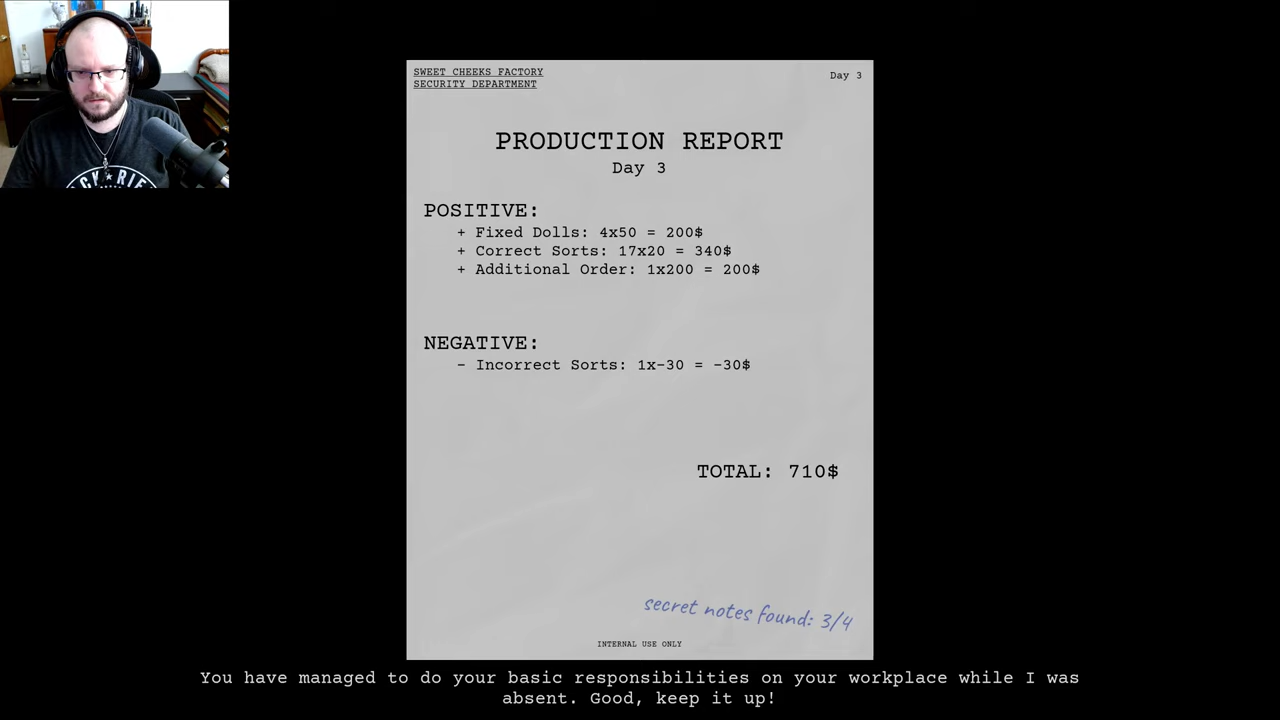 SWEET CHEEKS FACTORY
SECURITY DEPARTMENT
Day 3
PRODUCTION REPORT
Day 3
POSITIVE:
+ Fixed Dolls: 4x50 = 200$
+ Correct Sorts: 17x20 = 340$
+ Additional Order: 1x200 = 200$
NEGATIVE:
- Incorrect Sorts: 1x-30 = -30$
TOTAL: 710$
secret notes found: 3/4
INTERNAL USE ONLY
You have managed to do your basic responsibilities on your workplace while I was
absent. Good, keep it up!